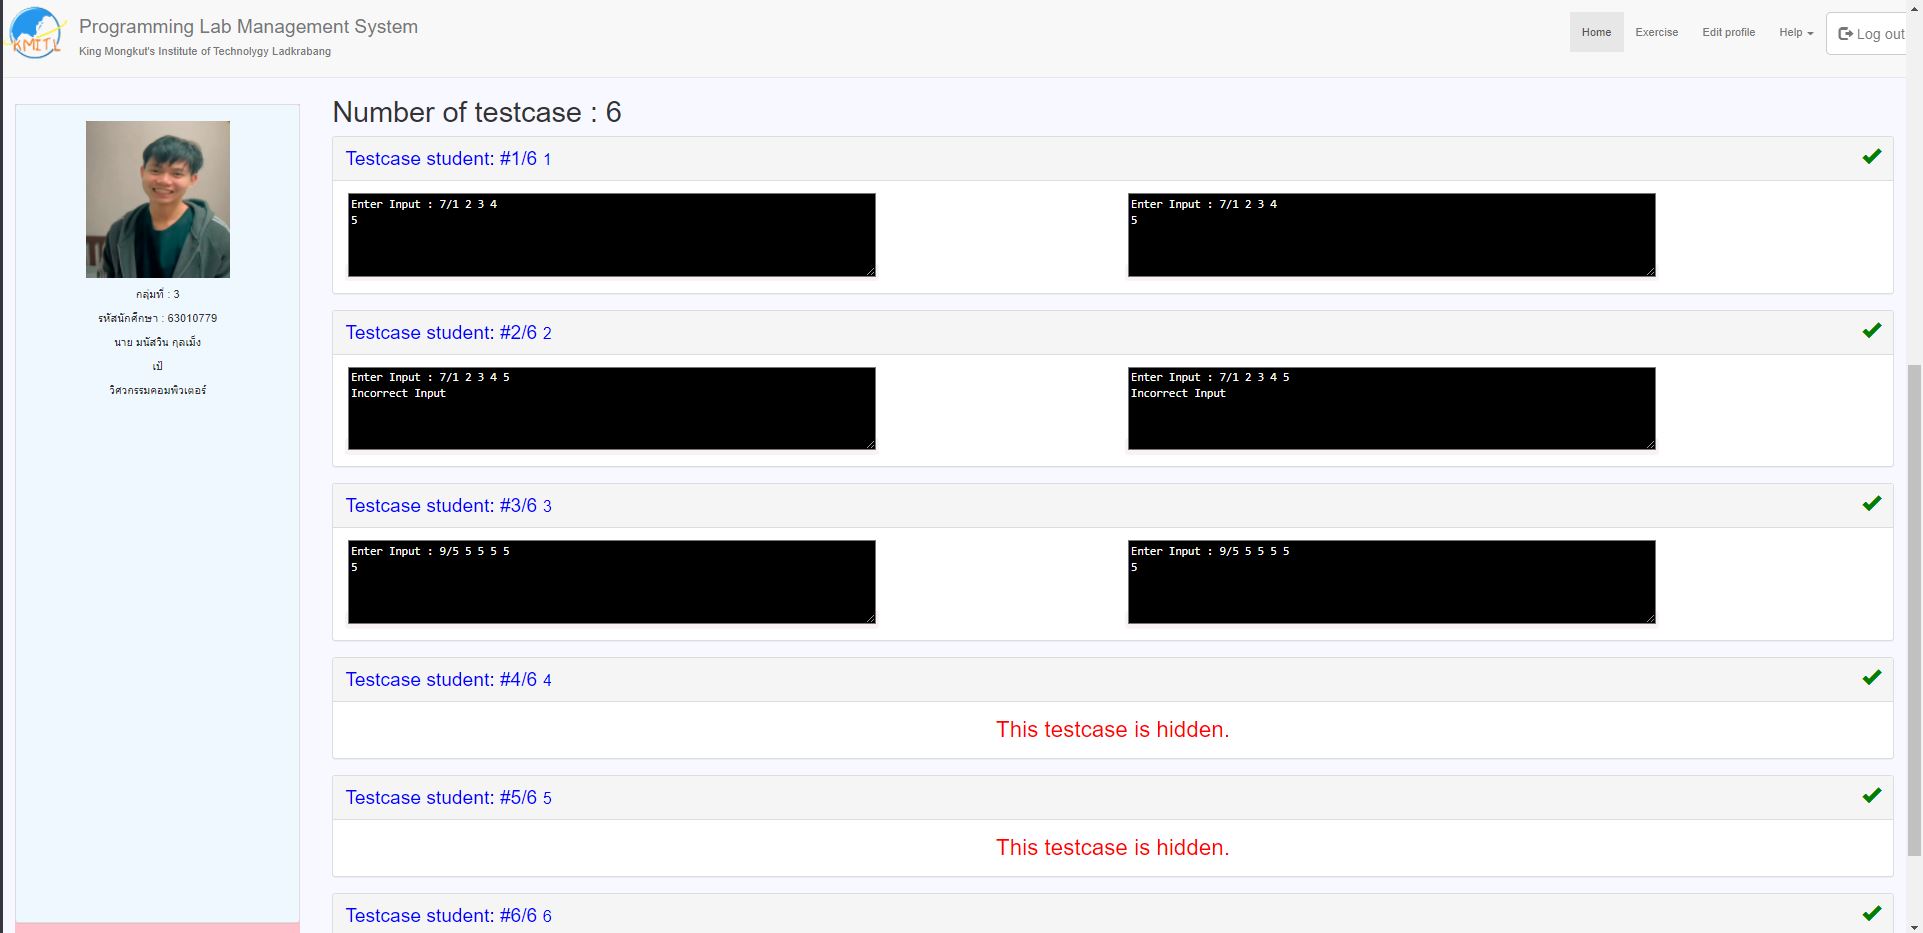 KMITL
Programming Lab Management System
King Mongkut's Institute of Technolygy Ladkrabang
Home
Exercise
Edit profile
Help
Log out
กลุ่มที่ : 3
รหัสนักศึกษา : 63010779
นาย มนัสวิน กุลเม็ง
เป้
วิศวกรรมคอมพิวเตอร์
Number of testcase : 6
Testcase student: #1/6 1
Enter Input : 7/1 2 3 4
5
Enter Input : 7/1 2 3 4
5
Testcase student: #2/6 2
Enter Input : 7/1 2 3 4 5
Incorrect Input
Enter Input : 7/1 2 3 4 5
Incorrect Input
Testcase student: #3/6 3
Enter Input : 9/5 5 5 5 5
5
Enter Input : 9/5 5 5 5 5
5
Testcase student: #4/6 4
This testcase is hidden.
Testcase student: #5/6 5
This testcase is hidden.
Testcase student: #6/6 6